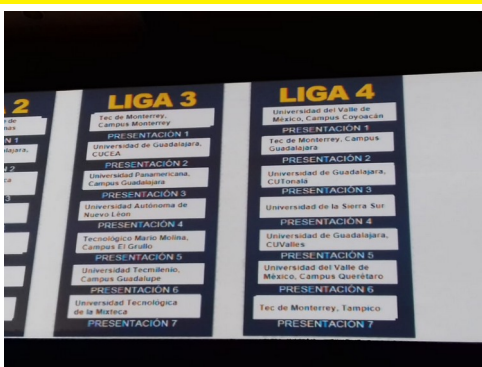 2
LIGA 3
Tec de Monterrey,
Campus Monterrey
PRESENTACIÓN 1
Universidad de Guadalajara,
CUCEA
PRESENTACIÓN 2
Universidad Panamericana,
Campus Guadalajara
PRESENTACIÓN 3
Universidad Autónoma de
Nuevo Léon
PRESENTACIÓN 4
Tecnológico Mario Molina,
Campus El Grullo
PRESENTACIÓN 5
Universidad Tecmilenio,
Campus Guadalupe
PRESENTACIÓN 6
Universidad Tecnológica
de la Mixteca
PRESENTACIÓN 7
LIGA 4
Universidad del Valle de
México, Campus Coyoacán
PRESENTACIÓN 1
Tec de Monterrey, Campus
Guadalajara
PRESENTACIÓN 2
Universidad de Guadalajara,
CUTonalá
PRESENTACIÓN 3
Universidad de la Sierra Sur
PRESENTACIÓN 4
Universidad de Guadalajara,
CUValles
PRESENTACIÓN 5
Universidad del Valle de
México, Campus Querétaro
PRESENTACIÓN 6
Tec de Monterrey, Tampico
PRESENTACIÓN 7